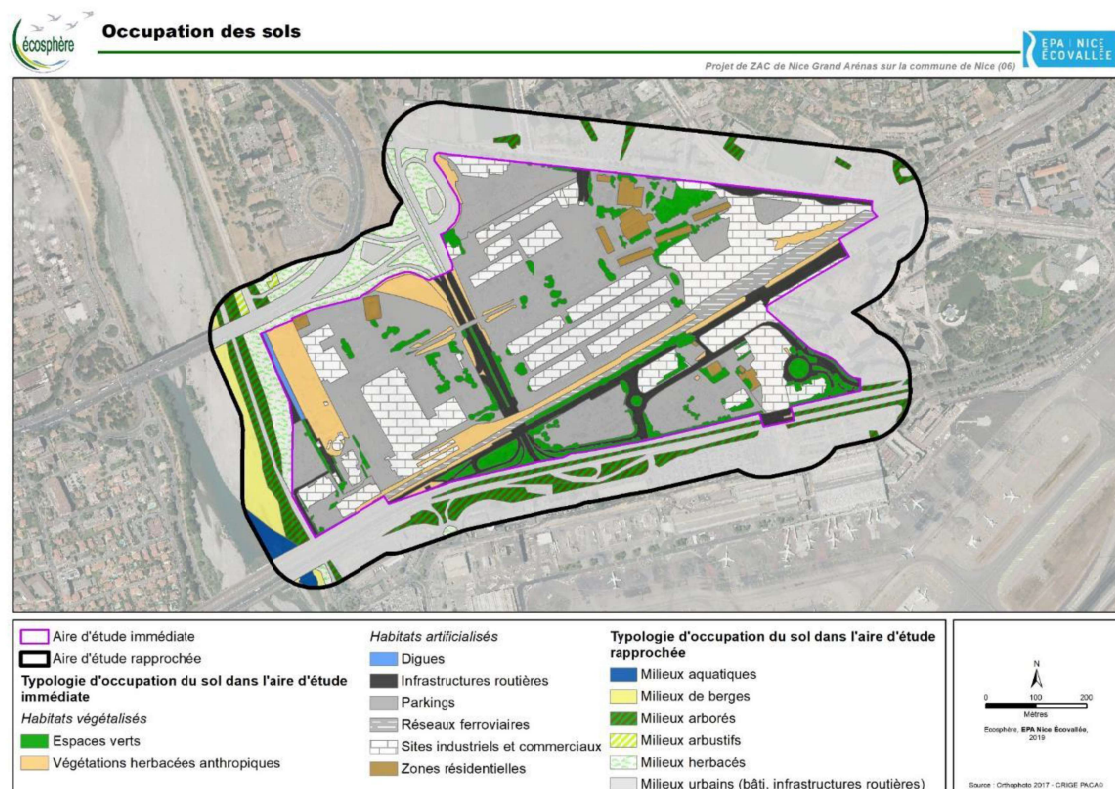 écosphère
Occupation des sols
EPA NICE
ÉCOVALLÉE
Projet de ZAC de Nice Grand Arénas sur la commune de Nice (06)
Aire d'étude immédiate
Aire d'étude rapprochée
Typologie d'occupation du sol dans l'aire d'étude
immédiate
Habitats végétalisés
Espaces verts
Végétations herbacées anthropiques
Habitats artificialisés
Digues
Infrastructures routières
Parkings
Réseaux ferroviaires
Sites industriels et commerciaux
Zones résidentielles
Typologie d'occupation du sol dans l'aire d'étude
rapprochée
Milieux aquatiques
Milieux de berges
Milieux arborés
Milieux arbustifs
Milieux herbacés
Milieux urbains (bâti, infrastructures routières)
N
0 100 200
Mètres
Ecosphère, EPA Nice Écovallée,
2019
Source : Orthophoto 2017 - CRIGE PACA©